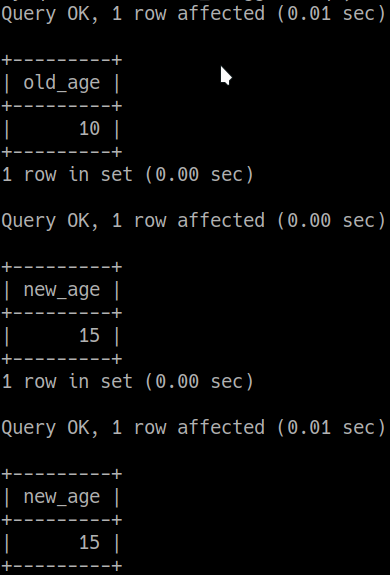 Query OK, 1 row affected (0.01 sec)

+---------+
| old_age |
+---------+
|      10 |
+---------+
1 row in set (0.00 sec)

Query OK, 1 row affected (0.00 sec)

+---------+
| new_age |
+---------+
|      15 |
+---------+
1 row in set (0.00 sec)

Query OK, 1 row affected (0.01 sec)

+---------+
| new_age |
+---------+
|      15 |
+---------+